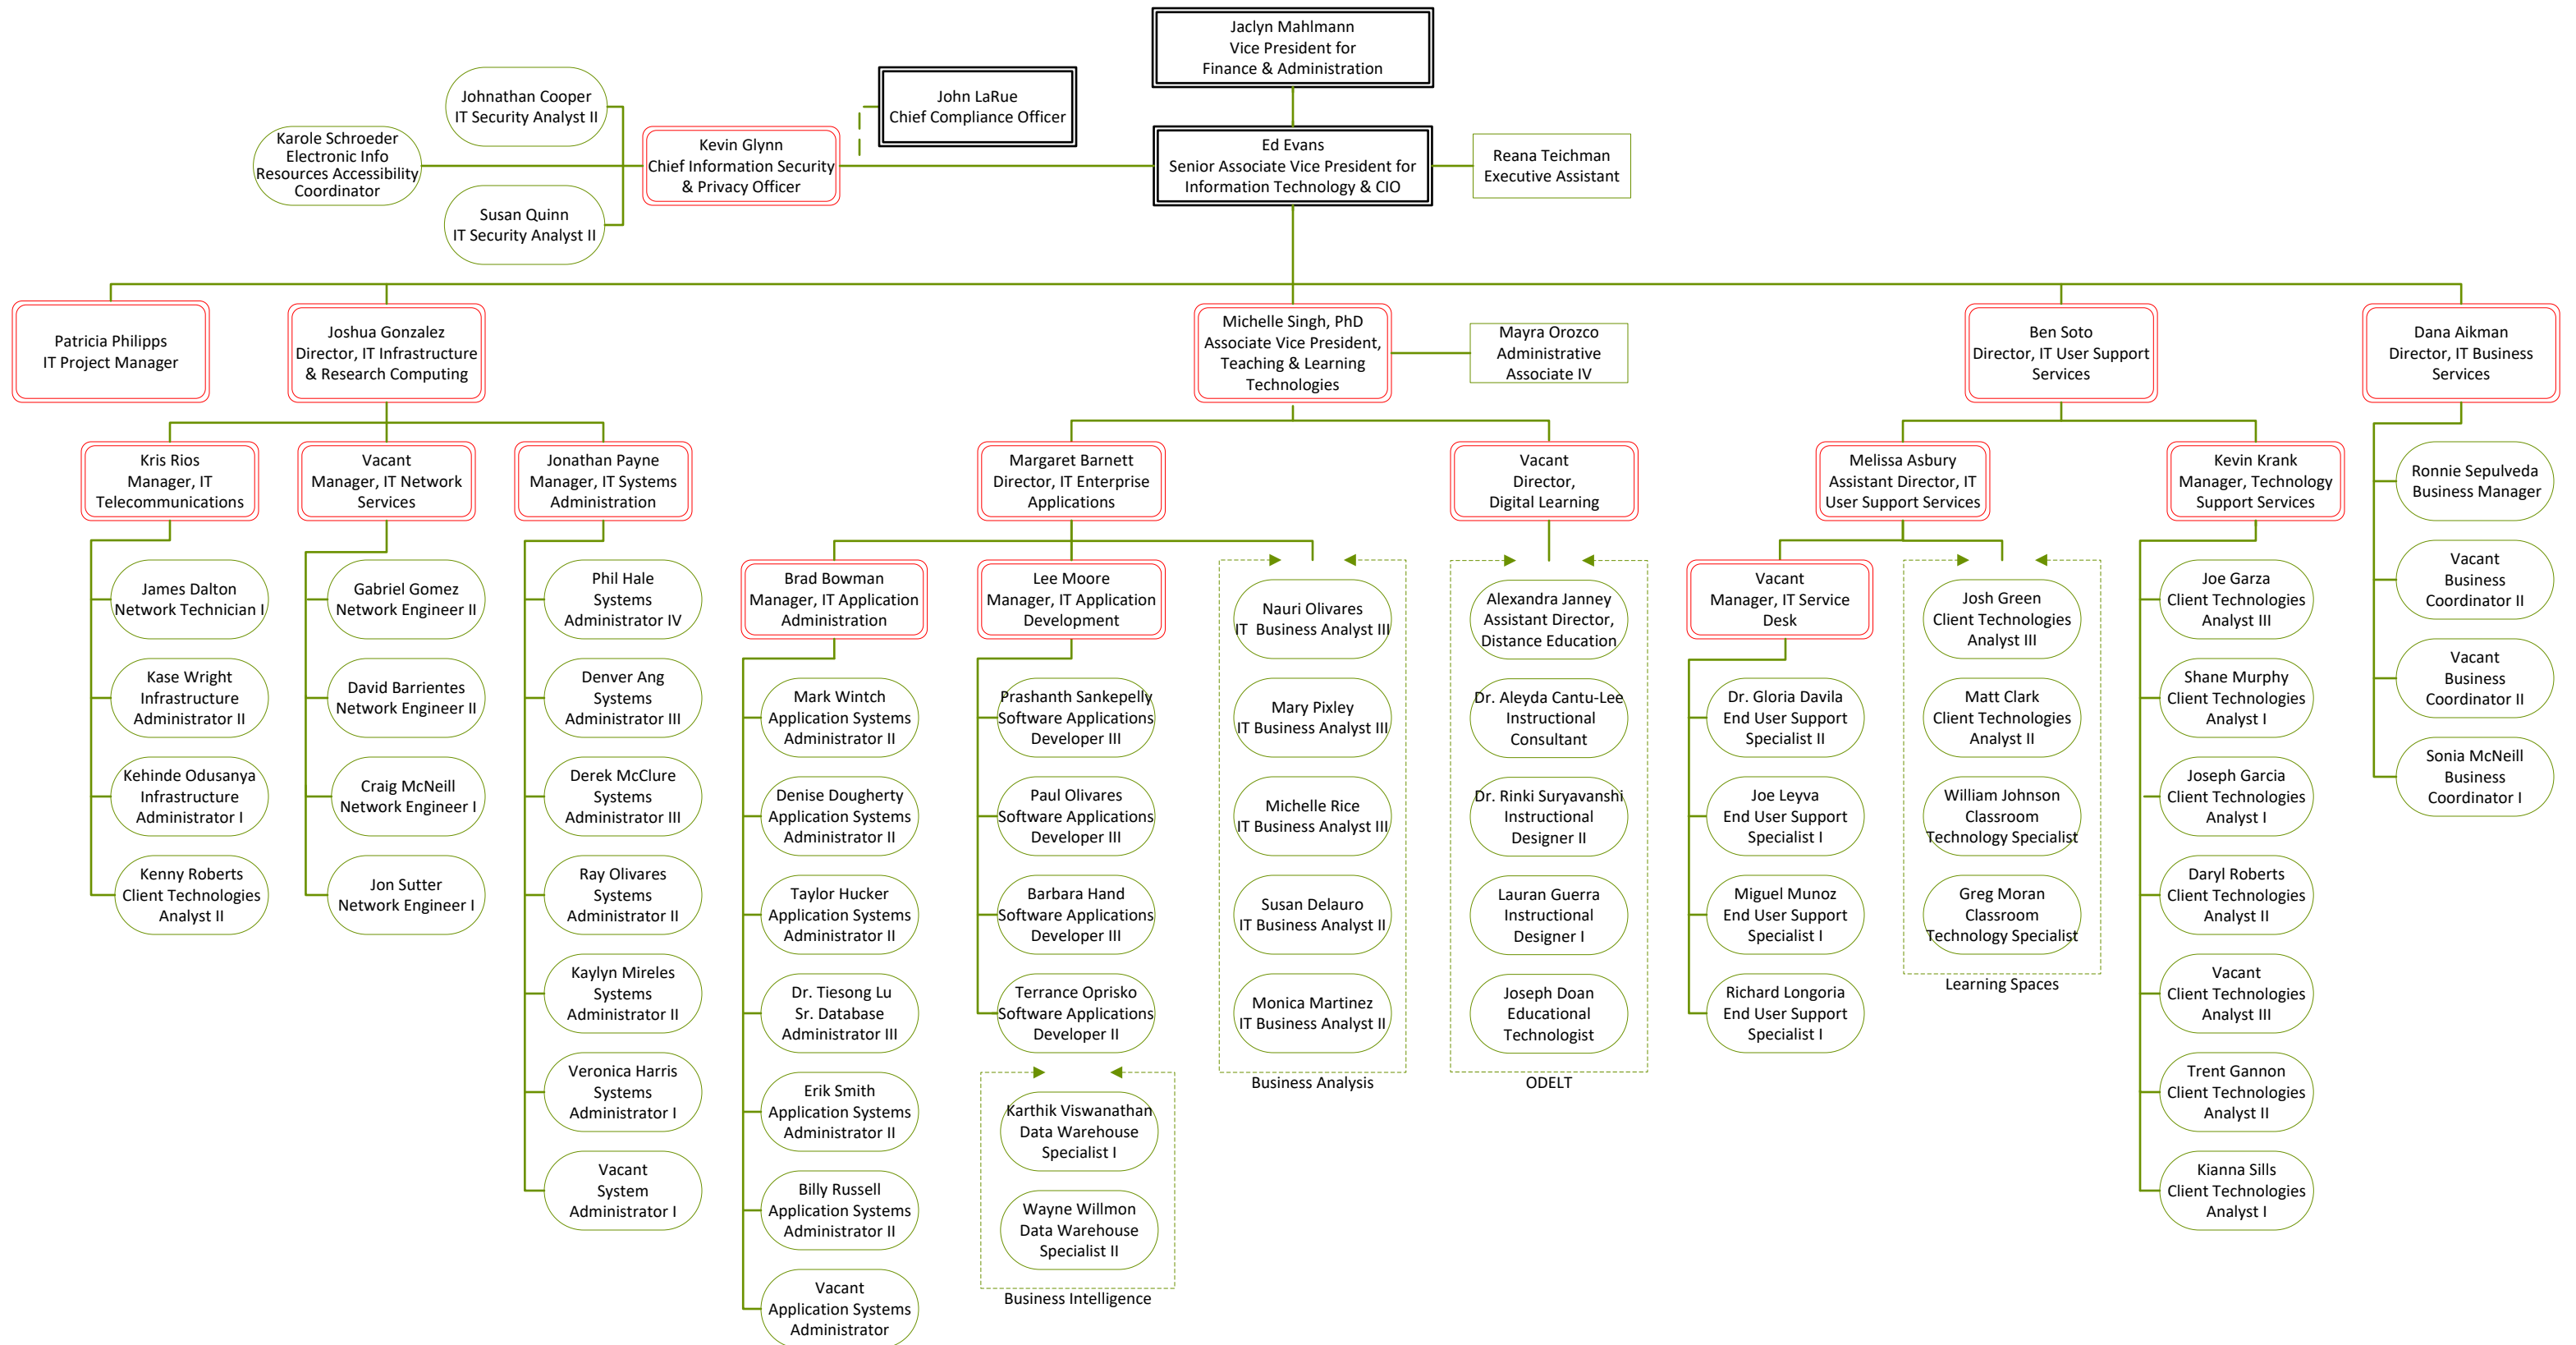 Jaclyn Mahlmann
Vice President for
Finance & Administration
John LaRue
Chief Compliance Officer
Johnathan Cooper
IT Security Analyst II
Karole Schroeder
Electronic Info
Resources Accessibility
Coordinator
Kevin Glynn
Chief Information Security
& Privacy Officer
Ed Evans
Senior Associate Vice President for
Information Technology & CIO
Reana Teichman
Executive Assistant
Susan Quinn
IT Security Analyst II
Patricia Philipps
IT Project Manager
Joshua Gonzalez
Director, IT Infrastructure
& Research Computing
Michelle Singh, PhD
Associate Vice President,
Teaching & Learning
Technologies
Mayra Orozco
Administrative
Associate IV
Ben Soto
Director, IT User Support
Services
Dana Aikman
Director, IT Business
Services
Kris Rios
Manager, IT
Telecommunications
Vacant
Manager, IT Network
Services
Jonathan Payne
Manager, IT Systems
Administration
Margaret Barnett
Director, IT Enterprise
Applications
Vacant
Director,
Digital Learning
Melissa Asbury
Assistant Director, IT
User Support Services
Kevin Krank
Manager, Technology
Support Services
James Dalton
Network Technician I
Kase Wright
Infrastructure
Administrator II
Kehinde Odusanya
Infrastructure
Administrator I
Kenny Roberts
Client Technologies
Analyst II
Gabriel Gomez
Network Engineer II
David Barrientes
Network Engineer II
Craig McNeill
Network Engineer I
Jon Sutter
Network Engineer I
Phil Hale
Systems
Administrator IV
Denver Ang
Systems
Administrator III
Derek McClure
Systems
Administrator III
Ray Olivares
Systems
Administrator II
Kaylyn Mireles
Systems
Administrator II
Veronica Harris
Systems
Administrator I
Vacant
System
Administrator I
Brad Bowman
Manager, IT Application
Administration
Mark Wintch
Application Systems
Administrator II
Denise Dougherty
Application Systems
Administrator II
Taylor Hucker
Application Systems
Administrator II
Dr. Tiesong Lu
Sr. Database
Administrator III
Erik Smith
Application Systems
Administrator II
Billy Russell
Application Systems
Administrator II
Vacant
Application Systems
Administrator
Lee Moore
Manager, IT Application
Development
Prashanth Sankepelly
Software Applications
Developer III
Paul Olivares
Software Applications
Developer III
Barbara Hand
Software Applications
Developer III
Terrance Oprisko
Software Applications
Developer II
Karthik Viswanathan
Data Warehouse
Specialist I
Wayne Willmon
Data Warehouse
Specialist II
Business Intelligence
Nauri Olivares
IT  Business Analyst III
Mary Pixley
IT Business Analyst III
Michelle Rice
IT Business Analyst III
Susan Delauro
IT Business Analyst II
Monica Martinez
IT Business Analyst II
Business Analysis
Alexandra Janney
Assistant Director,
Distance Education
Dr. Aleyda Cantu-Lee
Instructional
Consultant
Dr. Rinki Suryavanshi
Instructional
Designer II
Lauran Guerra
Instructional
Designer I
Joseph Doan
Educational
Technologist
ODELT
Vacant
Manager, IT Service
Desk
Dr. Gloria Davila
End User Support
Specialist II
Joe Leyva
End User Support
Specialist I
Miguel Munoz
End User Support
Specialist I
Richard Longoria
End User Support
Specialist I
Josh Green
Client Technologies
Analyst III
Matt Clark
Client Technologies
Analyst II
William Johnson
Classroom
Technology Specialist
Greg Moran
Classroom
Technology Specialist
Learning Spaces
Joe Garza
Client Technologies
Analyst III
Shane Murphy
Client Technologies
Analyst I
Joseph Garcia
Client Technologies
Analyst I
Daryl Roberts
Client Technologies
Analyst II
Vacant
Client Technologies
Analyst III
Trent Gannon
Client Technologies
Analyst II
Kianna Sills
Client Technologies
Analyst I
Ronnie Sepulveda
Business Manager
Vacant
Business
Coordinator II
Vacant
Business
Coordinator II
Sonia McNeill
Business
Coordinator I